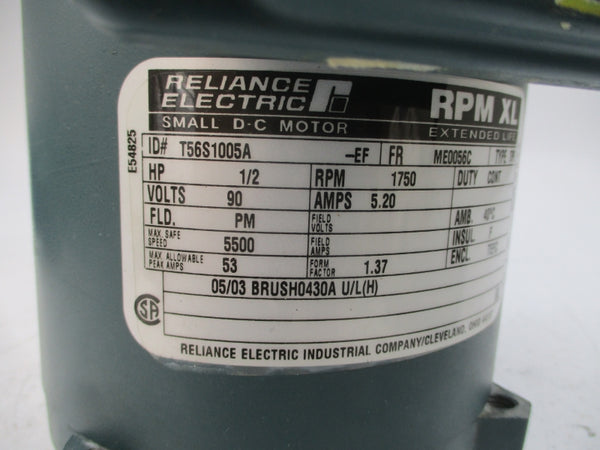 RELIANCE ELECTRIC
RPM XL
SMALL D-C MOTOR
EXTENDED LIFE
E54825
ID# T56S1005A -EF FR ME0056C TYPE
HP 1/2 RPM 1750 DUTY CONT
VOLTS 90 AMPS 5.20
FLD. PM FIELD VOLTS AMB. 40°C
MAX. SAFE SPEED 5500 FIELD AMPS INSUL. F
MAX. ALLOWABLE PEAK AMPS 53 FORM FACTOR 1.37 ENCL.
05/03 BRUSH0430A U/L(H)
SA
RELIANCE ELECTRIC INDUSTRIAL COMPANY/CLEVELAND,